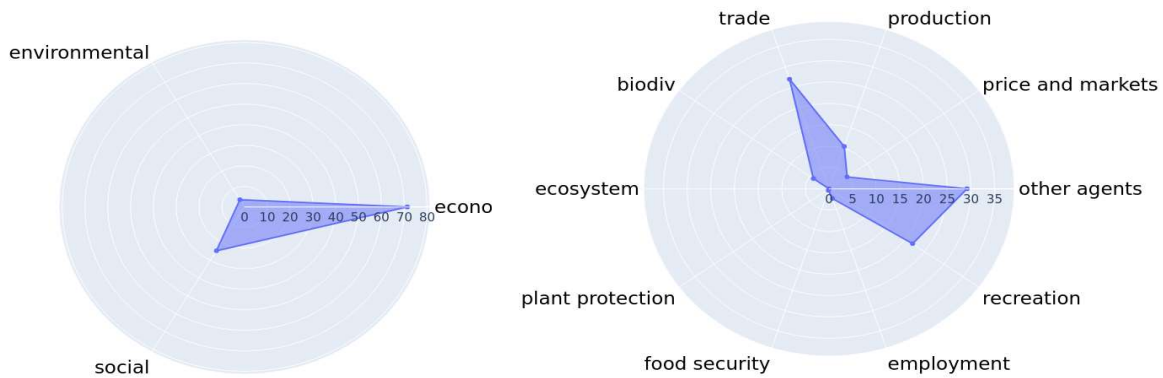 environmental
econo
social
0 10 20 30 40 50 60 70 80
trade
production
biodiv
price and markets
ecosystem
other agents
0 5 10 15 20 25 30 35
plant protection
recreation
food security
employment